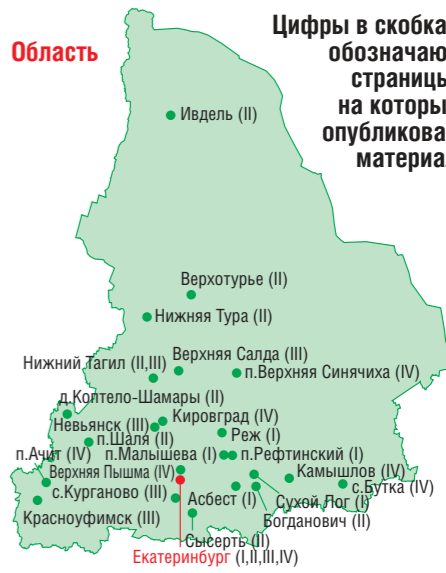 Область
Цифры в скобка
обозначаю
страницы
на которы
опубликова
материа
Ивдель (II)
Верхотурье (II)
Нижняя Тура (II)
Нижний Тагил (II,III)
Верхняя Салда (III)
п.Верхняя Синячиха (IV)
д.Колтело-Шамары (II)
Невьянск (III)
Кировград (IV)
п.Шаля (II)
Реж (I)
п.Ачит (IV)
п.Малышева (I)
п.Рефтинский (I)
Верхняя Пышма (IV)
Камышлов (IV)
с.Курганово (III)
Асбест (I)
Сухой Лог (I)
с.Бутка (IV)
Красноуфимск (III)
Богданович (II)
Сысерть (II)
Екатеринбург (I,II,III,IV)